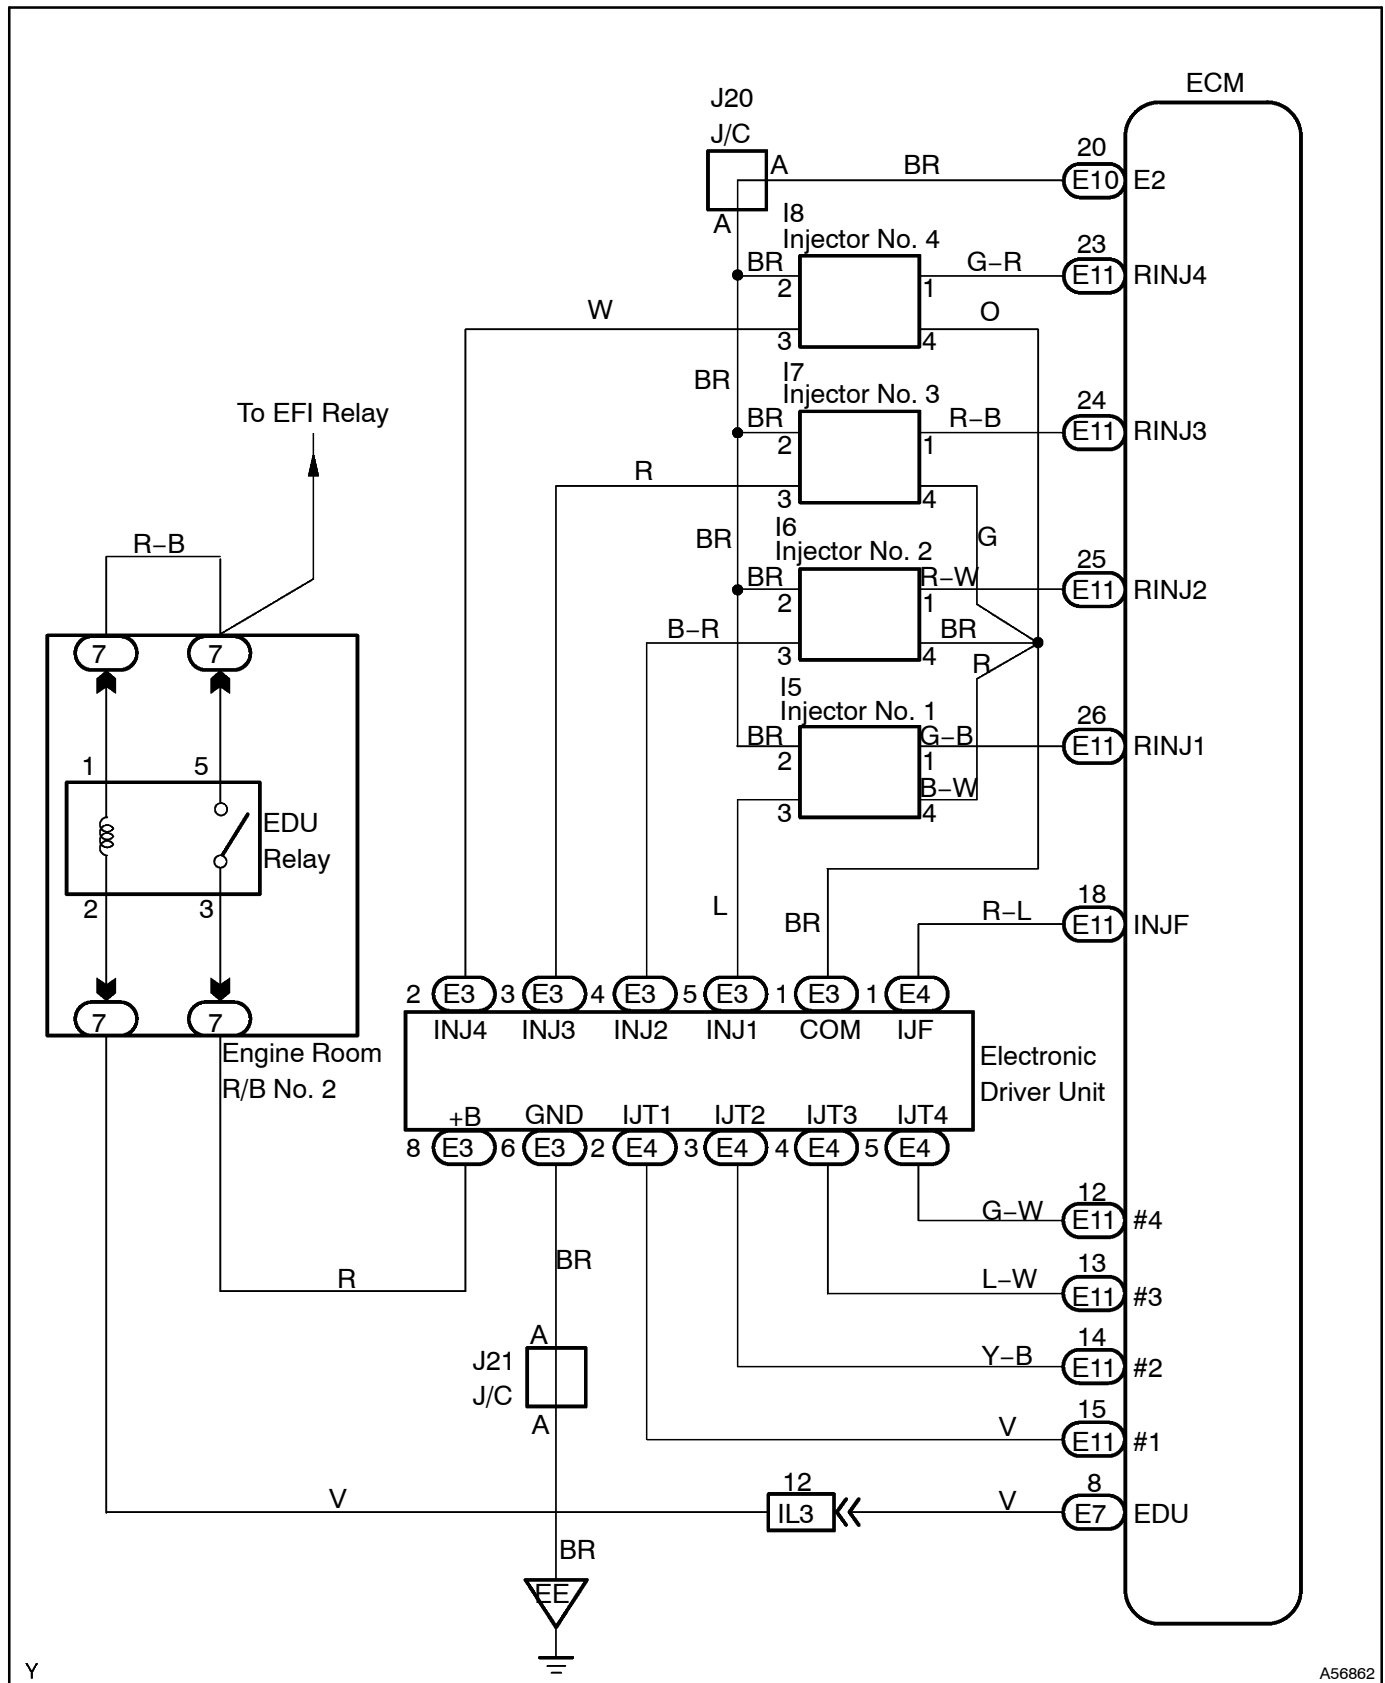 ECM
J20
J/C
A
BR
20
E10
E2
A
I8
Injector No. 4
BR
2
1
G–R
23
E11
RINJ4
W
3
4
O
BR
I7
Injector No. 3
To EFI Relay
BR
2
1
R–B
24
E11
RINJ3
R
3
4
G
R–B
BR
I6
Injector No. 2
BR
2
R–W
1
25
E11
RINJ2
B–R
3
BR
4
R
7
7
I5
Injector No. 1
BR
2
G–B
1
26
E11
RINJ1
B–W
3
4
1
5
EDU
Relay
2
3
L
BR
R–L
18
E11
INJF
7
7
2
E3
3
E3
4
E3
5
E3
1
E3
1
E4
INJ4
INJ3
INJ2
INJ1
COM
IJF
Engine Room
R/B No. 2
Electronic
Driver Unit
+B
GND
IJT1
IJT2
IJT3
IJT4
8
E3
6
E3
2
E4
3
E4
4
E4
5
E4
G–W
12
E11
#4
BR
R
L–W
13
E11
#3
A
J21
J/C
A
Y–B
14
E11
#2
V
15
E11
#1
V
12
IL3
V
8
E7
EDU
BR
EE
Y
A56862